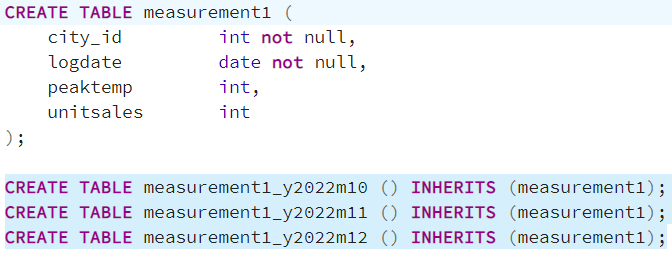 CREATE TABLE measurement1 (
    city_id         int not null,
    logdate         date not null,
    peaktemp        int,
    unitsales       int
);
CREATE TABLE measurement1_y2022m10 () INHERITS (measurement1);
CREATE TABLE measurement1_y2022m11 () INHERITS (measurement1);
CREATE TABLE measurement1_y2022m12 () INHERITS (measurement1);